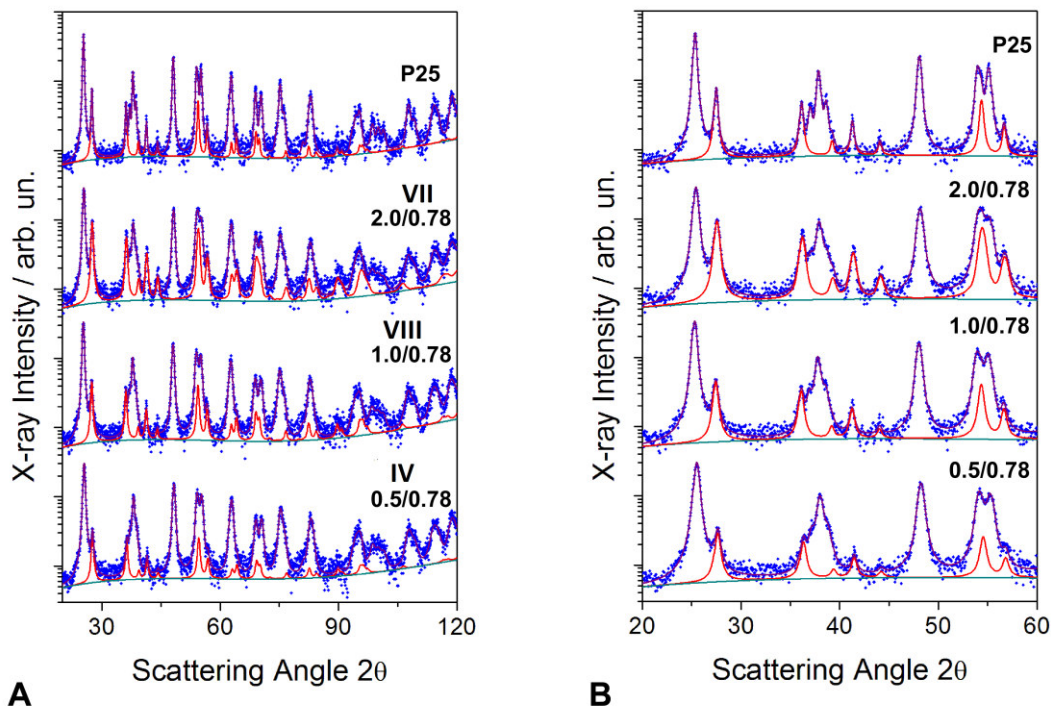 P25
VII
2.0/0.78
VIII
1.0/0.78
IV
0.5/0.78
X-ray Intensity / arb. un.
30
60
90
120
Scattering Angle 2θ
A
P25
2.0/0.78
1.0/0.78
0.5/0.78
X-ray Intensity / arb. un.
20
30
40
50
60
Scattering Angle 2θ
B